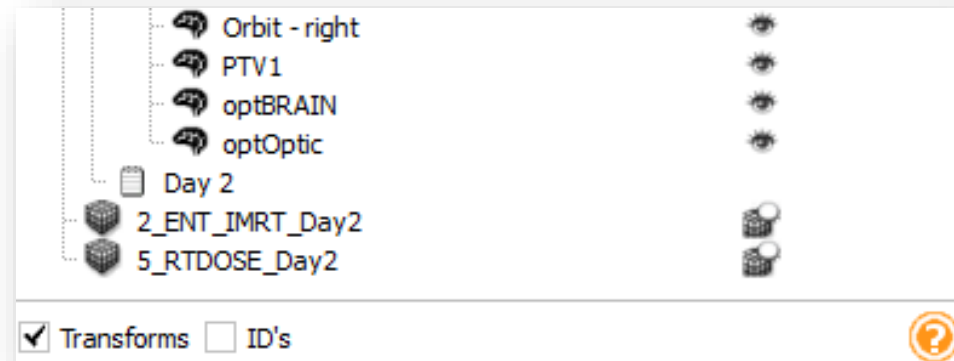 Orbit - right
PTV1
optBRAIN
optOptic
Day 2
2_ENT_IMRT_Day2
5_RTDOSE_Day2
Transforms ID's
?